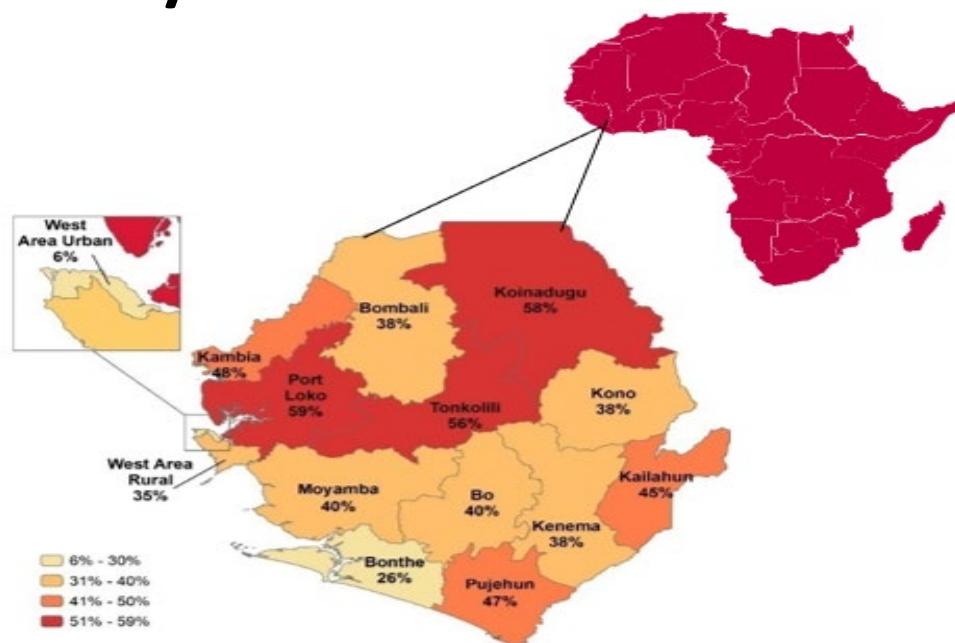 West
Area Urban
6%
Koinadugu
58%
Bombali
38%
Kambia
48%
Port
Loko
59%
Tonkolili
56%
Kono
38%
West Area
Rural
35%
Moyamba
40%
Bo
40%
Kailahun
45%
Kenema
38%
Bonthe
26%
Pujehun
47%
6% - 30%
31% - 40%
41% - 50%
51% - 59%